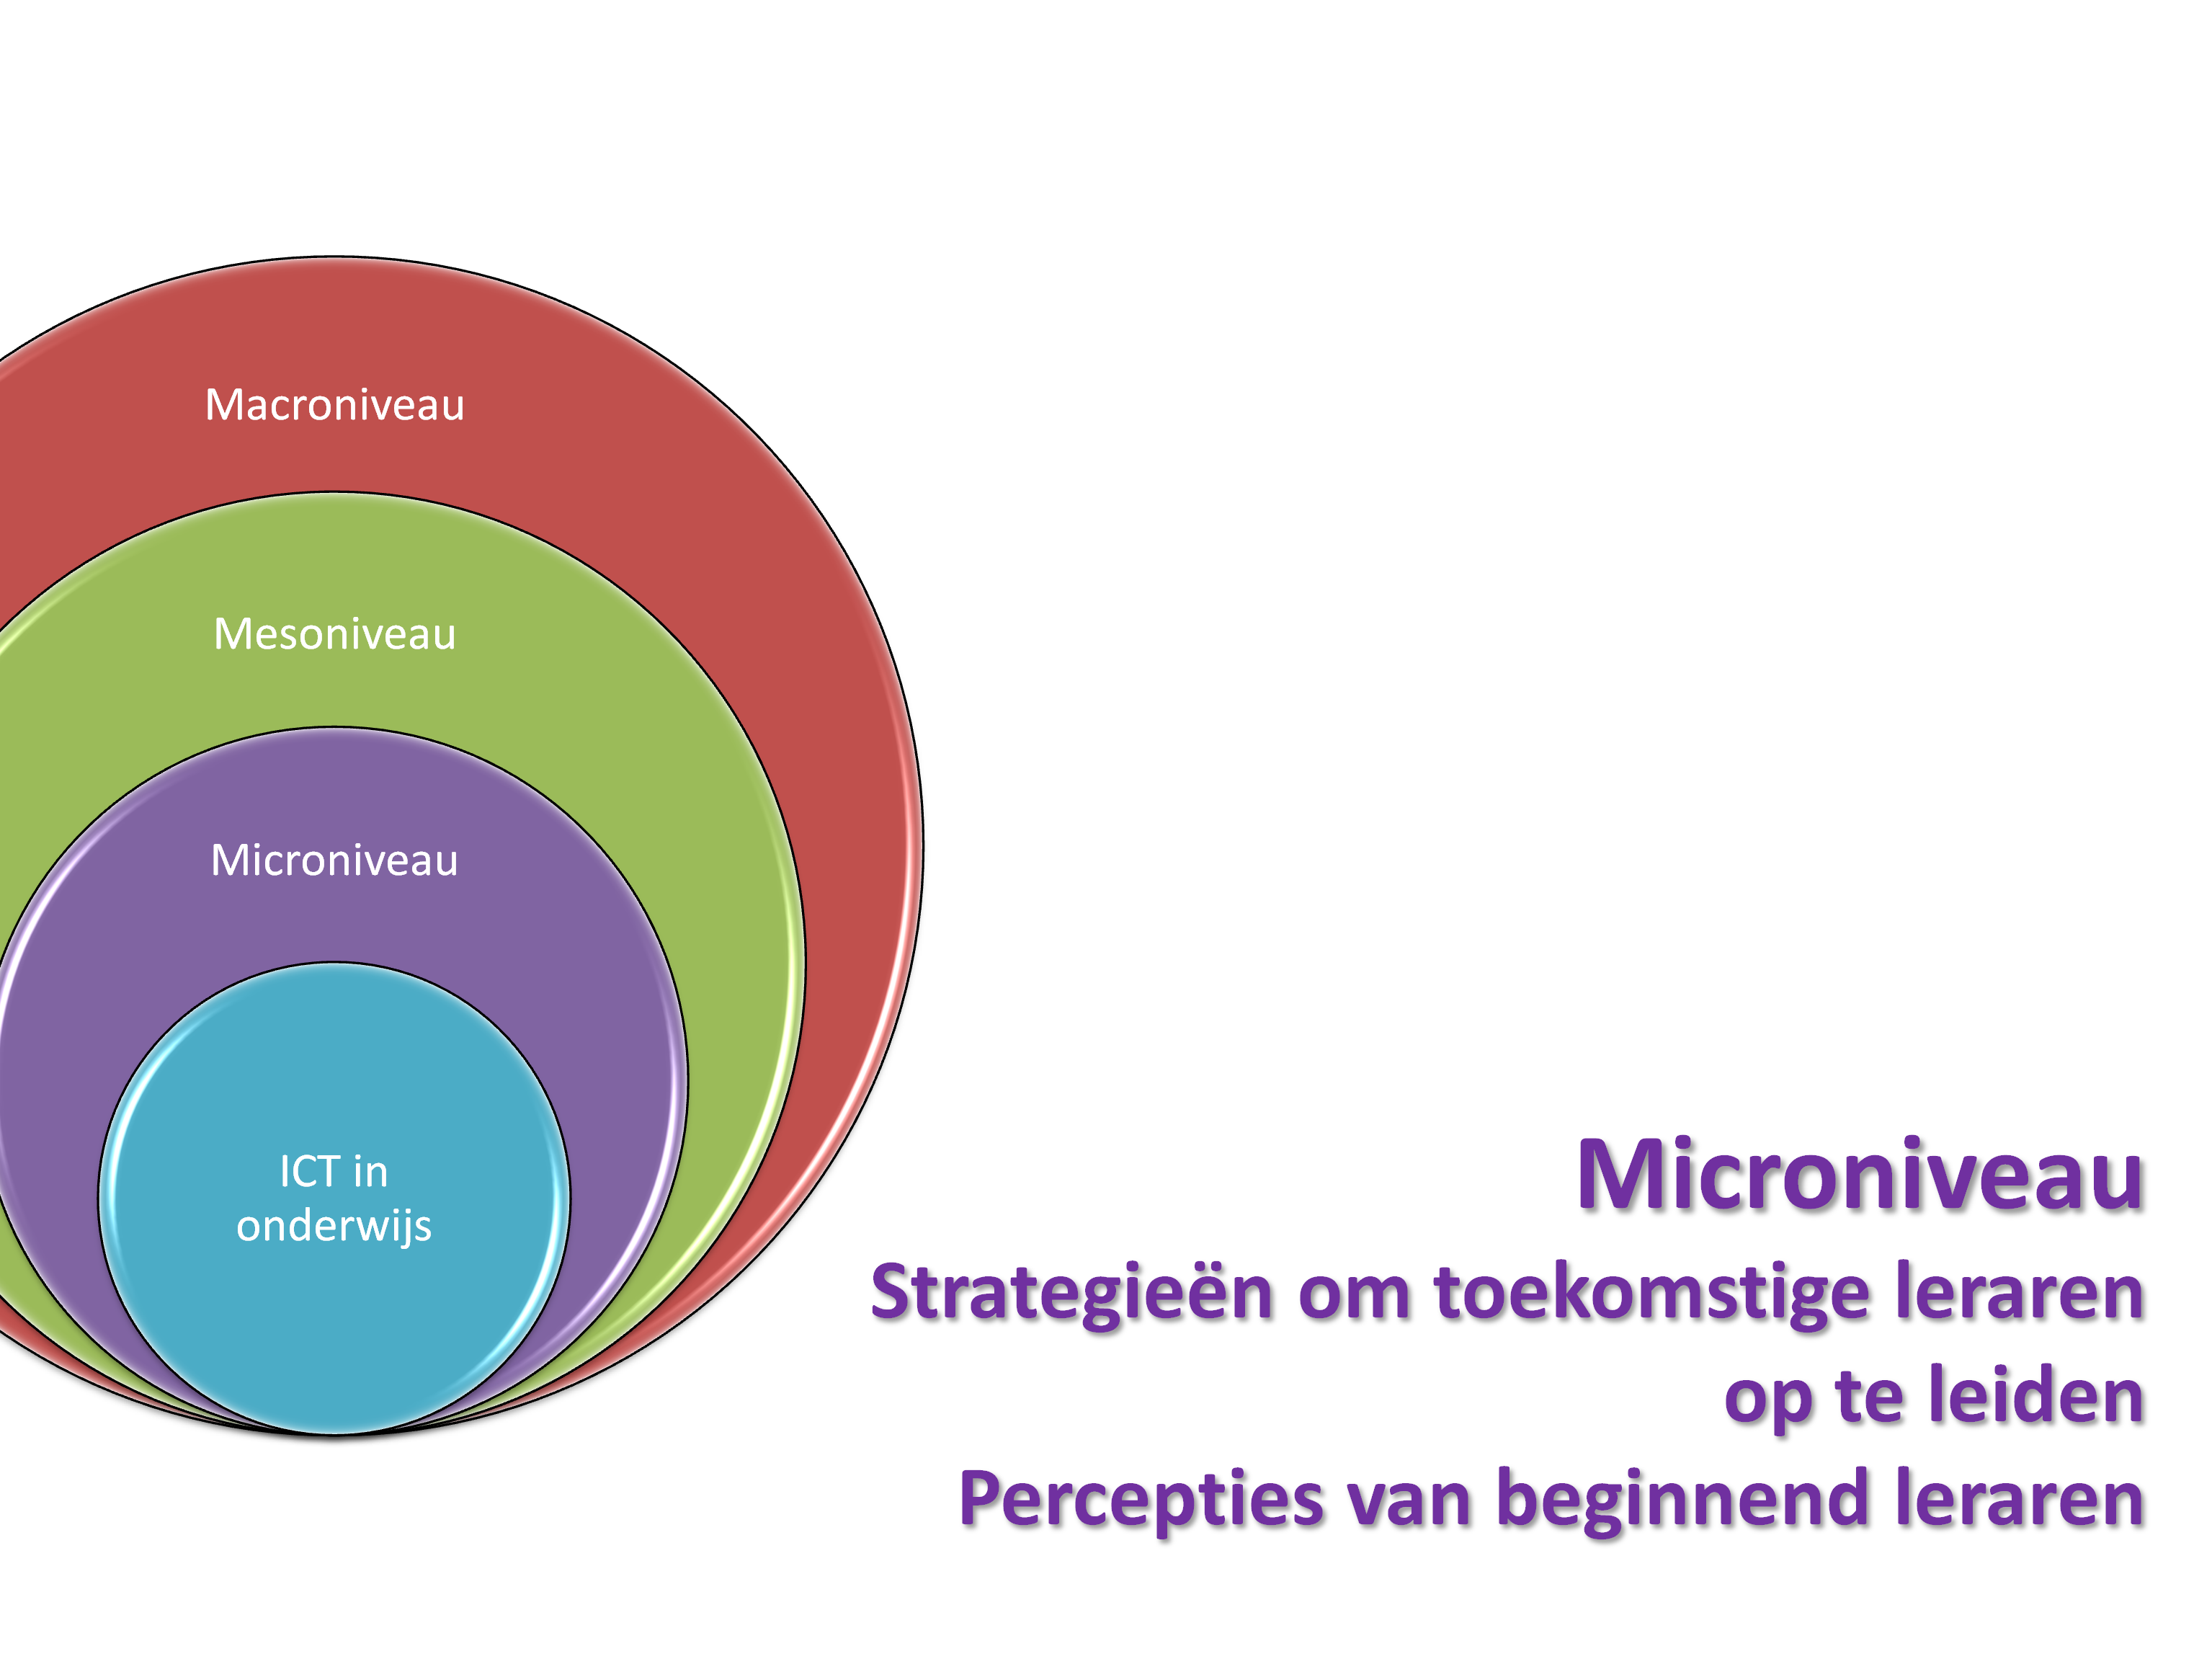 Macroniveau
Mesoniveau
Microniveau
ICT in
onderwijs
Microniveau
Strategieën om toekomstige leraren
op te leiden
Percepties van beginnend leraren